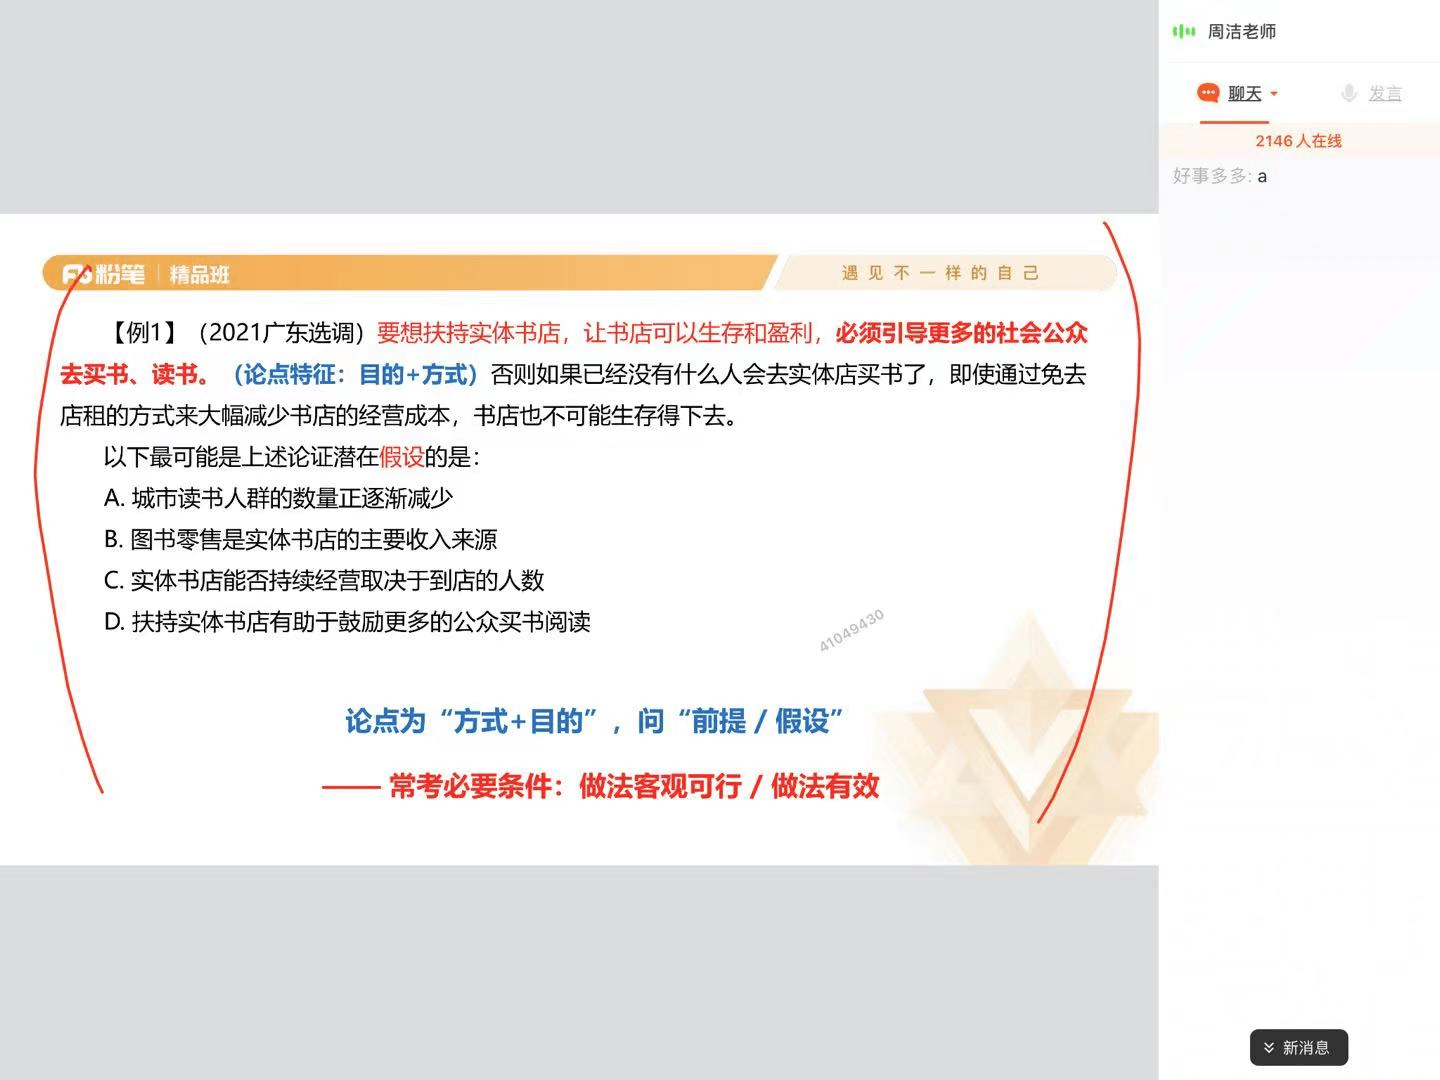 周洁老师
聊天
发言
2146人在线
好事多多: a
粉笔 精品班
遇见不一样的自己
【例1】（2021广东选调）要想扶持实体书店，让书店可以生存和盈利，必须引导更多的社会公众
去买书、读书。（论点特征：目的+方式）否则如果已经没有什么人会去实体店买书了，即使通过免去
店租的方式来大幅减少书店的经营成本，书店也不可能生存得下去。
以下最可能是上述论证潜在假设的是：
A. 城市读书人群的数量正逐渐减少
B. 图书零售是实体书店的主要收入来源
C. 实体书店能否持续经营取决于到店的人数
D. 扶持实体书店有助于鼓励更多的公众买书阅读
41049430
论点为“方式+目的”，问“前提 / 假设”
—— 常考必要条件：做法客观可行 / 做法有效
新消息